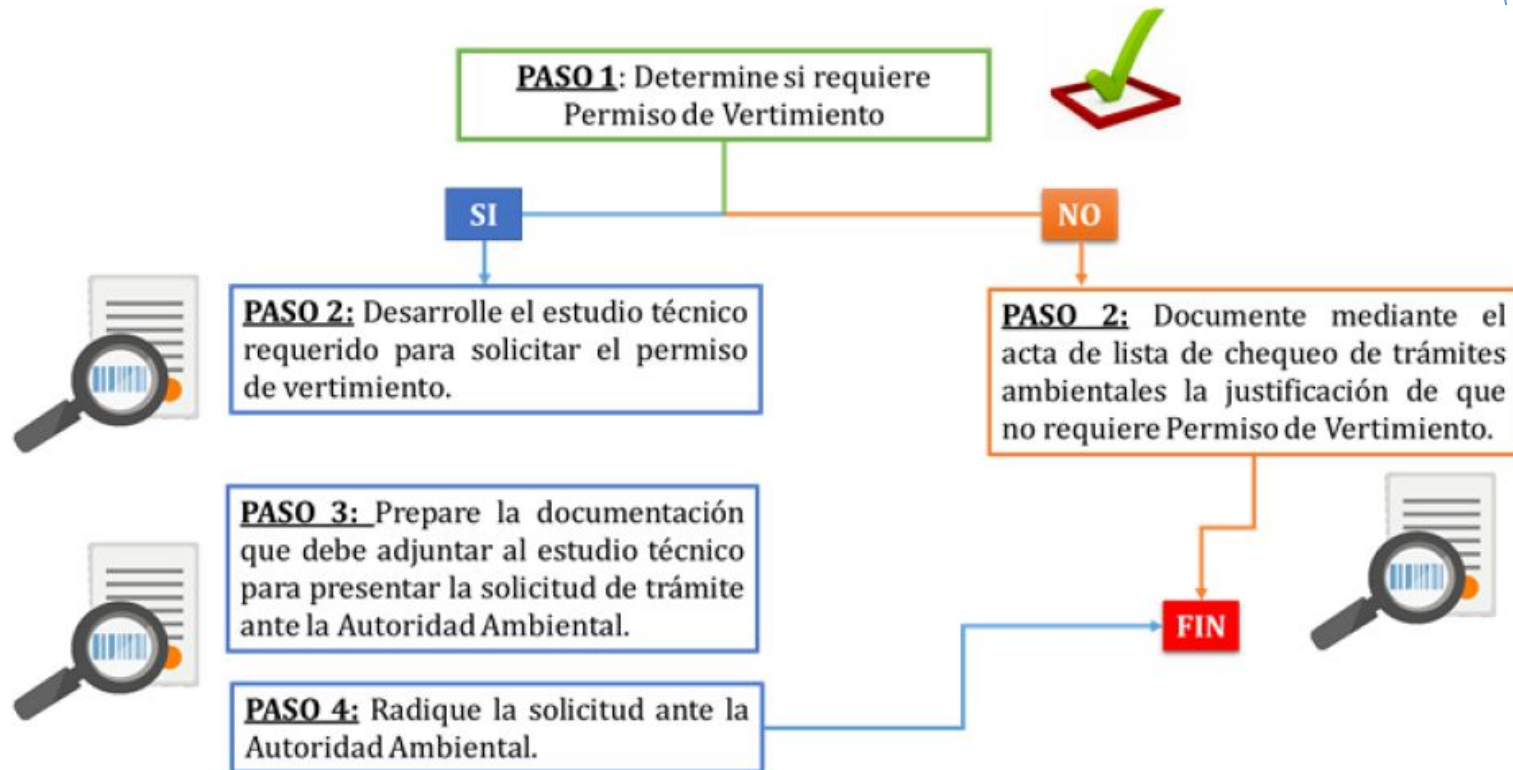 PASO 1: Determine si requiere
Permiso de Vertimiento
SI
NO
PASO 2: Desarrolle el estudio técnico
requerido para solicitar el permiso
de vertimiento.
PASO 2: Documente mediante el
acta de lista de chequeo de trámites
ambientales la justificación de que
no requiere Permiso de Vertimiento.
PASO 3: Prepare la documentación
que debe adjuntar al estudio técnico
para presentar la solicitud de trámite
ante la Autoridad Ambiental.
FIN
PASO 4: Radique la solicitud ante la
Autoridad Ambiental.